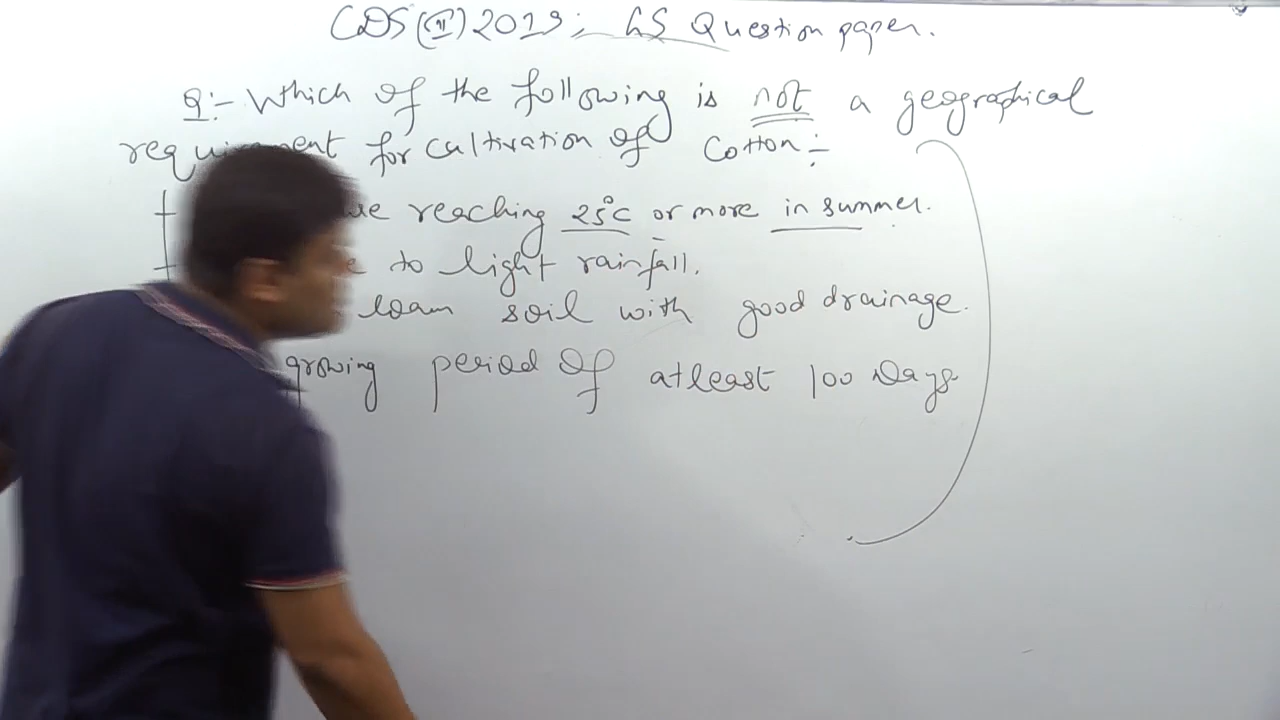 CDS (II) 2019; GS Question paper.
Q:- Which of the following is not a geographical
requirement for cultivation of Cotton:-
reaching 25°C or more in summer.
to light rainfall.
loam soil with good drainage.
growing period of atleast 100 Days